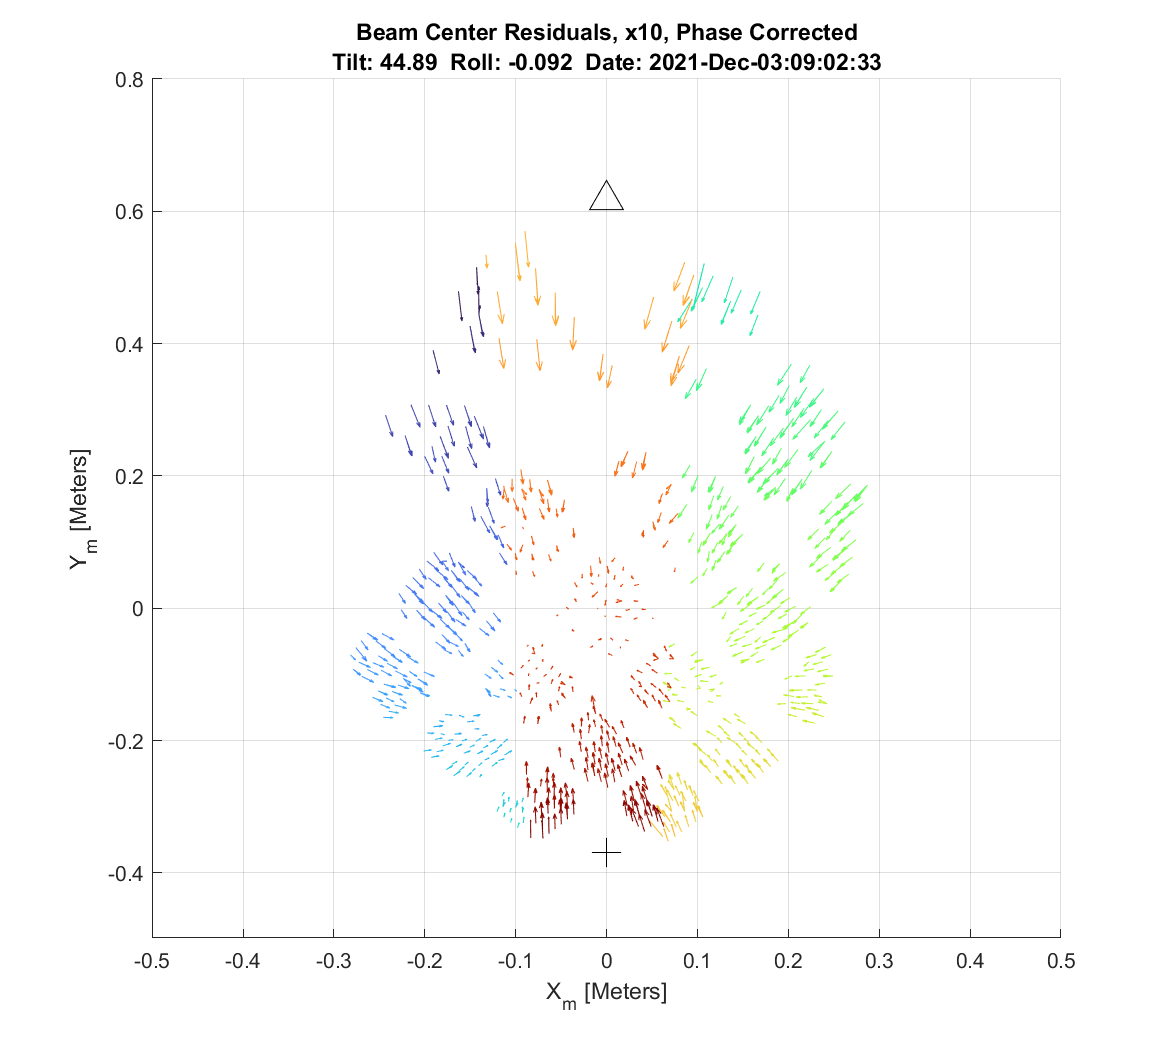 Beam Center Residuals, x10, Phase Corrected
Tilt: 44.89  Roll: -0.092  Date: 2021-Dec-03:09:02:33
0.8
0.6
0.4
0.2
0
-0.2
-0.4
Y_m [Meters]
-0.5 -0.4 -0.3 -0.2 -0.1 0 0.1 0.2 0.3 0.4 0.5
X_m [Meters]